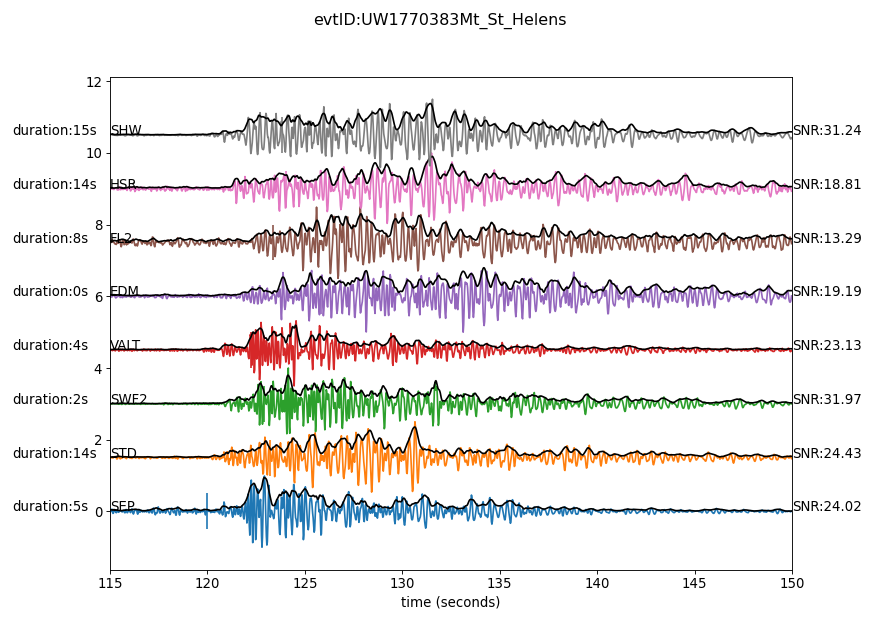 evtID:UW1770383Mt_St_Helens
12
duration:15s SHW SNR:31.24
10
duration:14s HSR SNR:18.81
8
duration:8s FL2 SNR:13.29
duration:0s EDM SNR:19.19
6
duration:4s VALT SNR:23.13
4
duration:2s SWF2 SNR:31.97
2
duration:14s STD SNR:24.43
duration:5s SEP SNR:24.02
0
115 120 125 130 135 140 145 150
time (seconds)